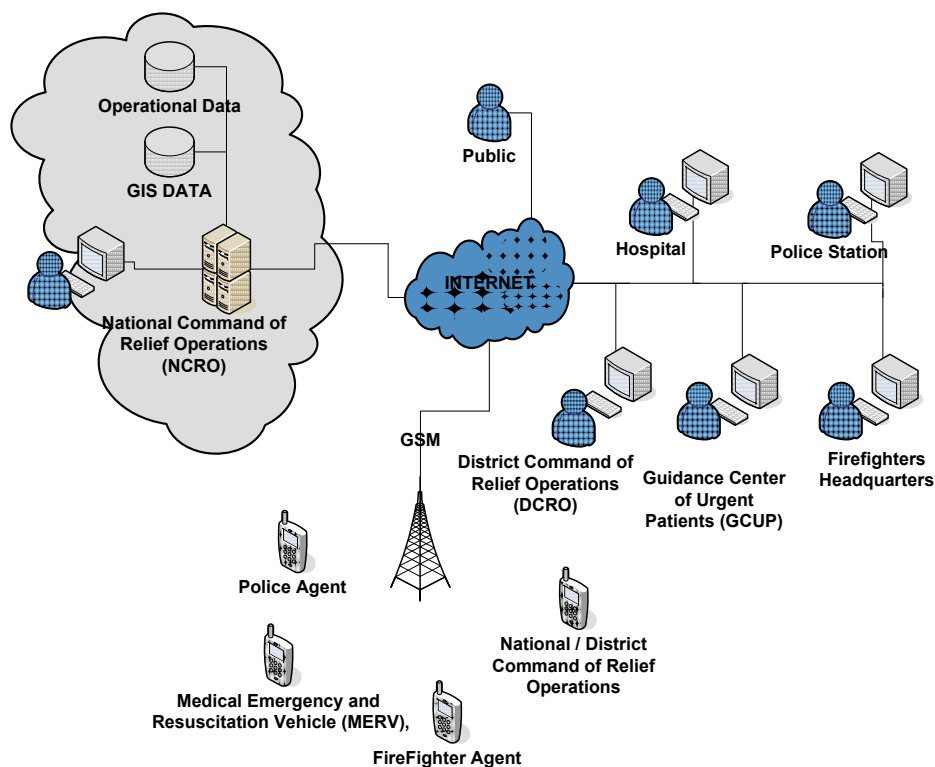 Operational Data
GIS DATA
National Command of
Relief Operations
(NCRO)
Public
INTERNET
Hospital
Police Station
GSM
District Command of
Relief Operations
(DCRO)
Guidance Center
of Urgent
Patients (GCUP)
Firefighters
Headquarters
Police Agent
National / District
Command of Relief
Operations
Medical Emergency and
Resuscitation Vehicle (MERV),
FireFighter Agent